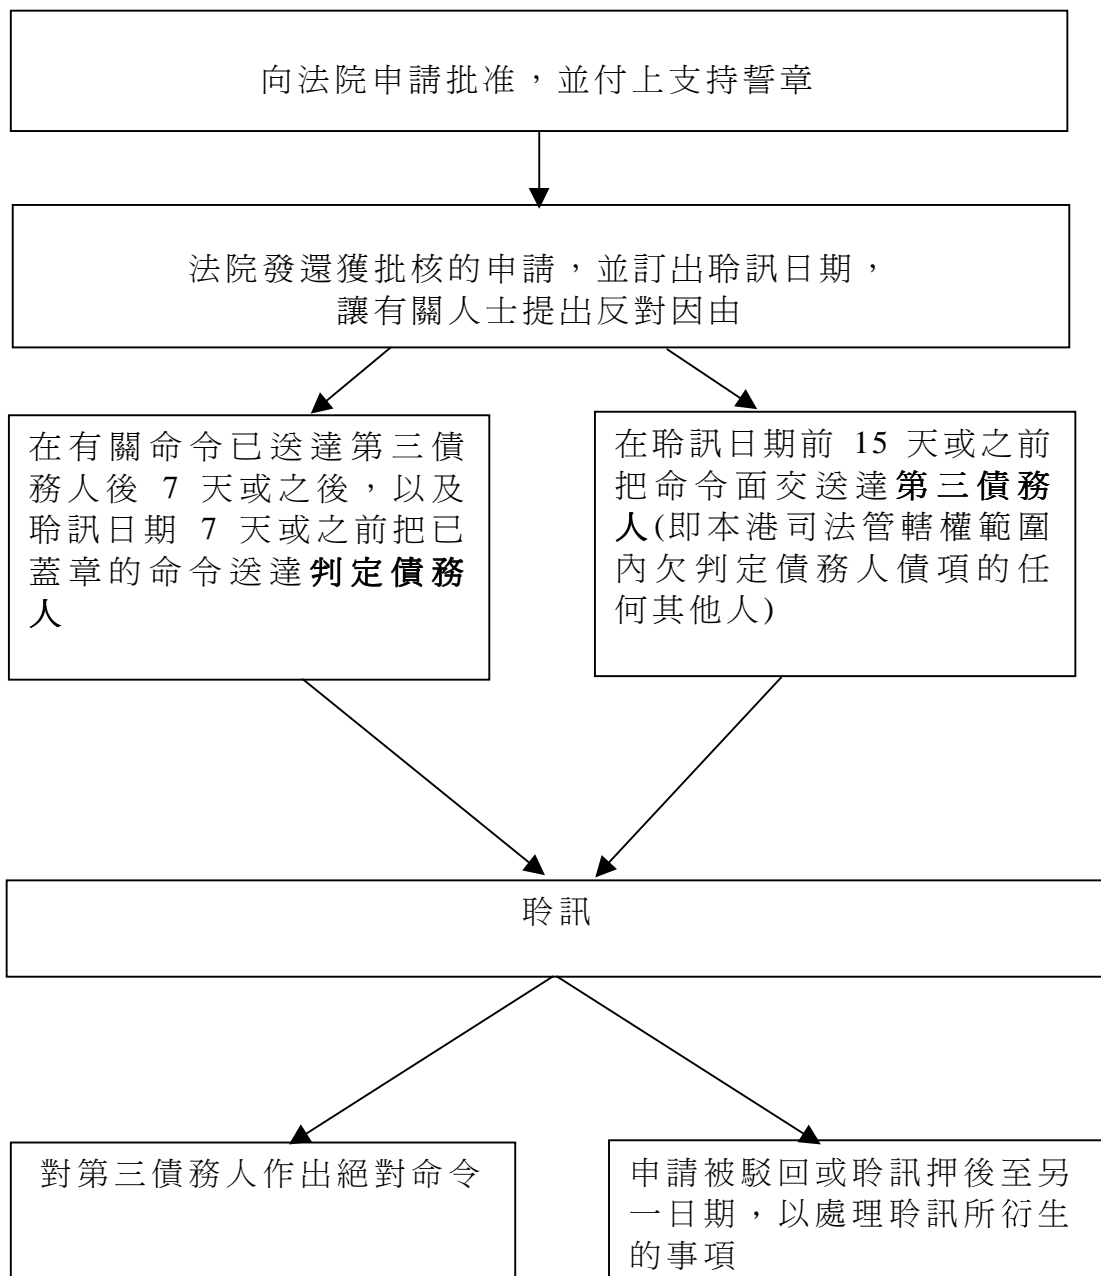 向法院申請批准，並付上支持誓章
法院發還獲批核的申請，並訂出聆訊日期，
讓有關人士提出反對因由
在有關命令已送達第三債
務人後 7 天或之後，以及
聆訊日期 7 天或之前把已
蓋章的命令送達判定債務
人
在聆訊日期前 15 天或之前
把命令面交送達第三債務
人(即本港司法管轄權範圍
內欠判定債務人債項的任
何其他人)
聆訊
對第三債務人作出絕對命令
申請被駁回或聆訊押後至另
一日期，以處理聆訊所衍生
的事項